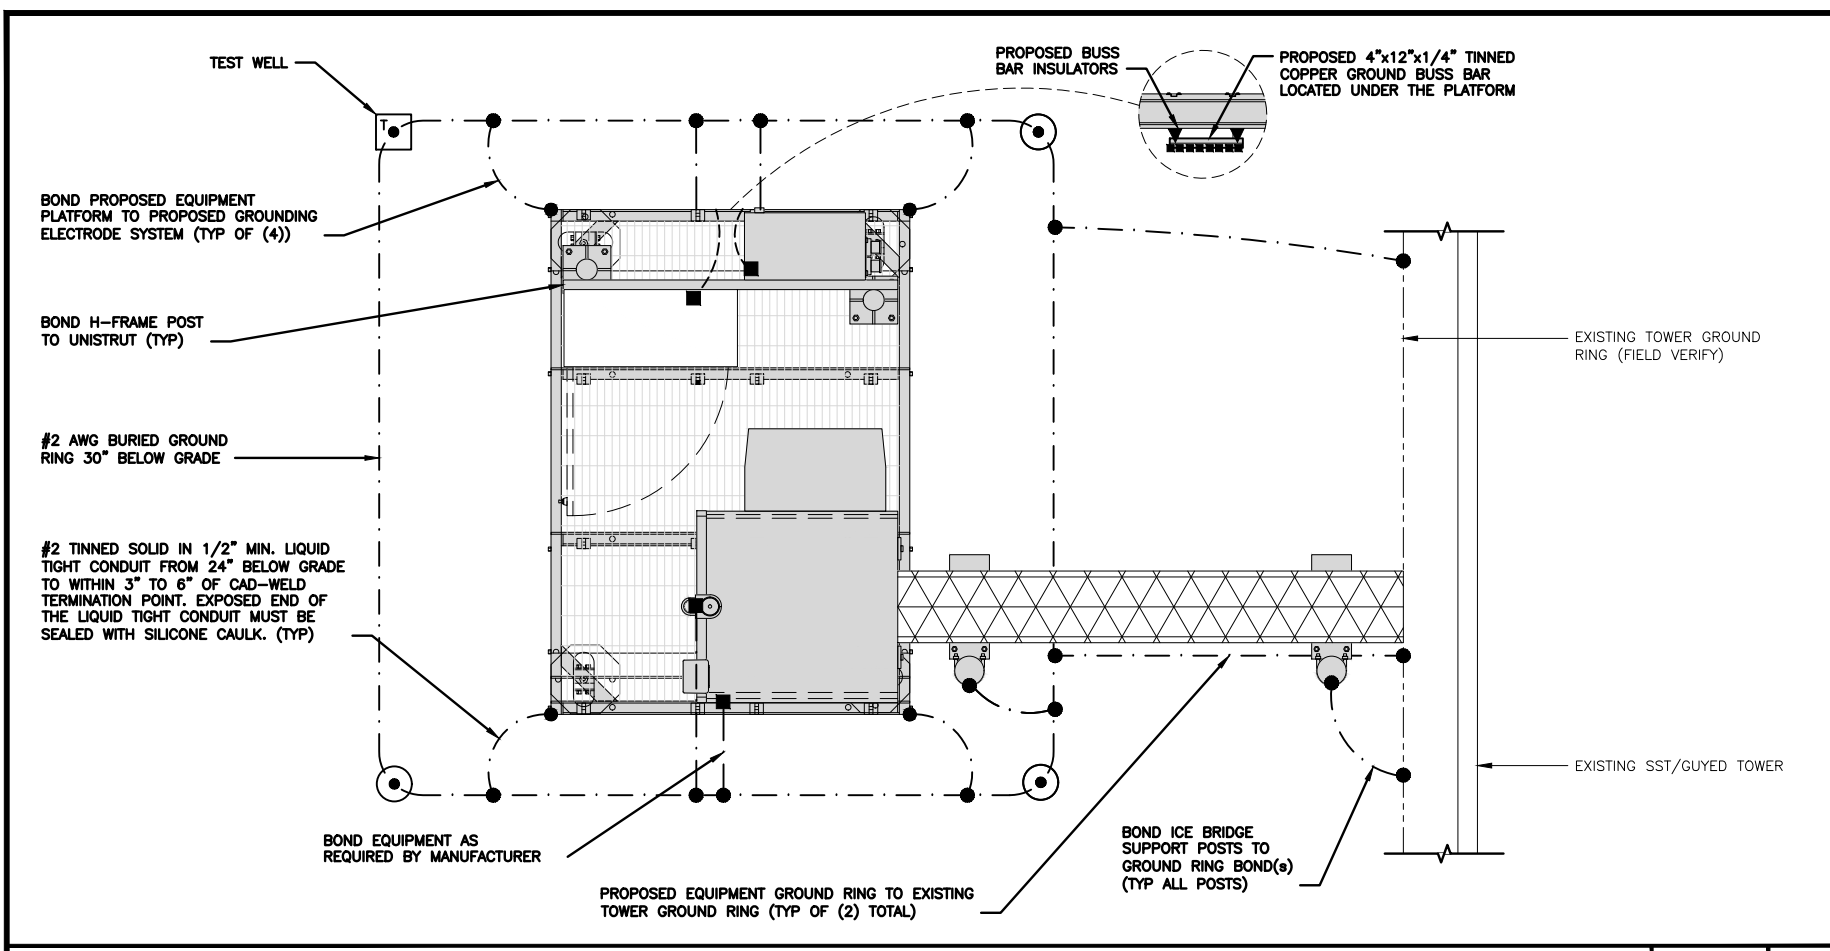 TEST WELL
PROPOSED BUSS
BAR INSULATORS
PROPOSED 4"x12"x1/4" TINNED
COPPER GROUND BUSS BAR
LOCATED UNDER THE PLATFORM
T
BOND PROPOSED EQUIPMENT
PLATFORM TO PROPOSED GROUNDING
ELECTRODE SYSTEM (TYP OF (4))
BOND H-FRAME POST
TO UNISTRUT (TYP)
EXISTING TOWER GROUND
RING (FIELD VERIFY)
#2 AWG BURIED GROUND
RING 30" BELOW GRADE
#2 TINNED SOLID IN 1/2" MIN. LIQUID
TIGHT CONDUIT FROM 24" BELOW GRADE
TO WITHIN 3" TO 6" OF CAD-WELD
TERMINATION POINT. EXPOSED END OF
THE LIQUID TIGHT CONDUIT MUST BE
SEALED WITH SILICONE CAULK. (TYP)
EXISTING SST/GUYED TOWER
BOND EQUIPMENT AS
REQUIRED BY MANUFACTURER
BOND ICE BRIDGE
SUPPORT POSTS TO
GROUND RING BOND(s)
(TYP ALL POSTS)
PROPOSED EQUIPMENT GROUND RING TO EXISTING
TOWER GROUND RING (TYP OF (2) TOTAL)